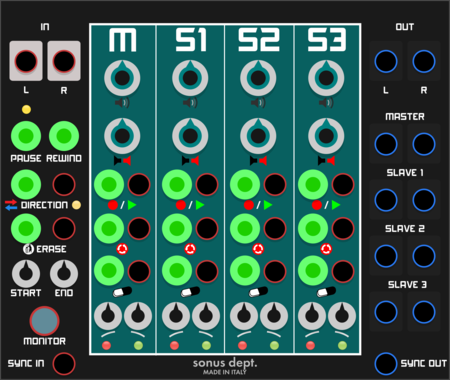 IN
M S1 S2 S3
OUT
L R
L R
PAUSE REWIND
MASTER
SLAVE 1
DIRECTION
/ / / /
SLAVE 2
ERASE
SLAVE 3
START END
MONITOR
SYNC IN
sonus dept.
SYNC OUT
MADE IN ITALY